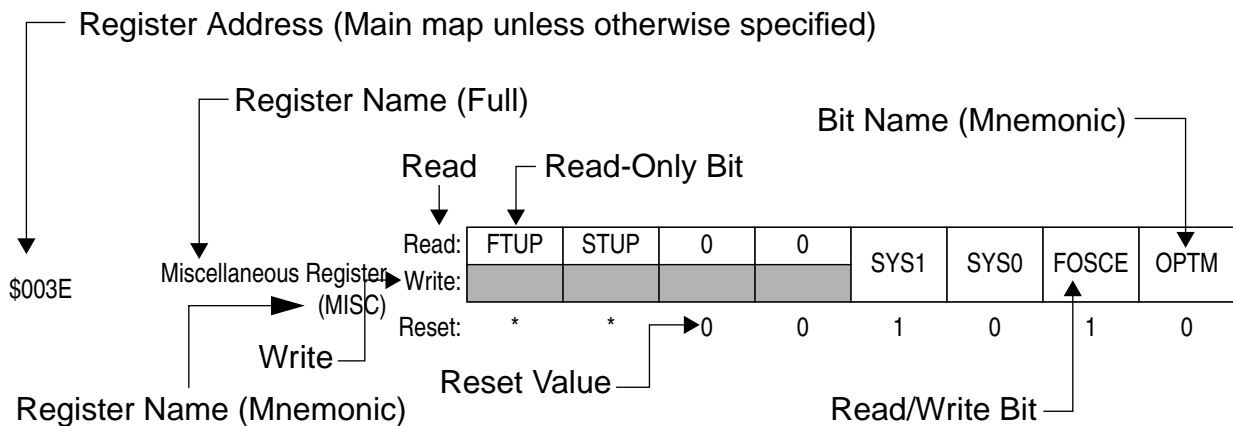 Register Address (Main map unless otherwise specified)
Register Name (Full)
Bit Name (Mnemonic)
Read
Read-Only Bit
Read: FTUP STUP 0 0 SYS1 SYS0 FOSCE OPTM
$003E
Miscellaneous Register
(MISC)
Write:
Reset: * * 0 0 1 0 1 0
Write
Reset Value
Register Name (Mnemonic)
Read/Write Bit